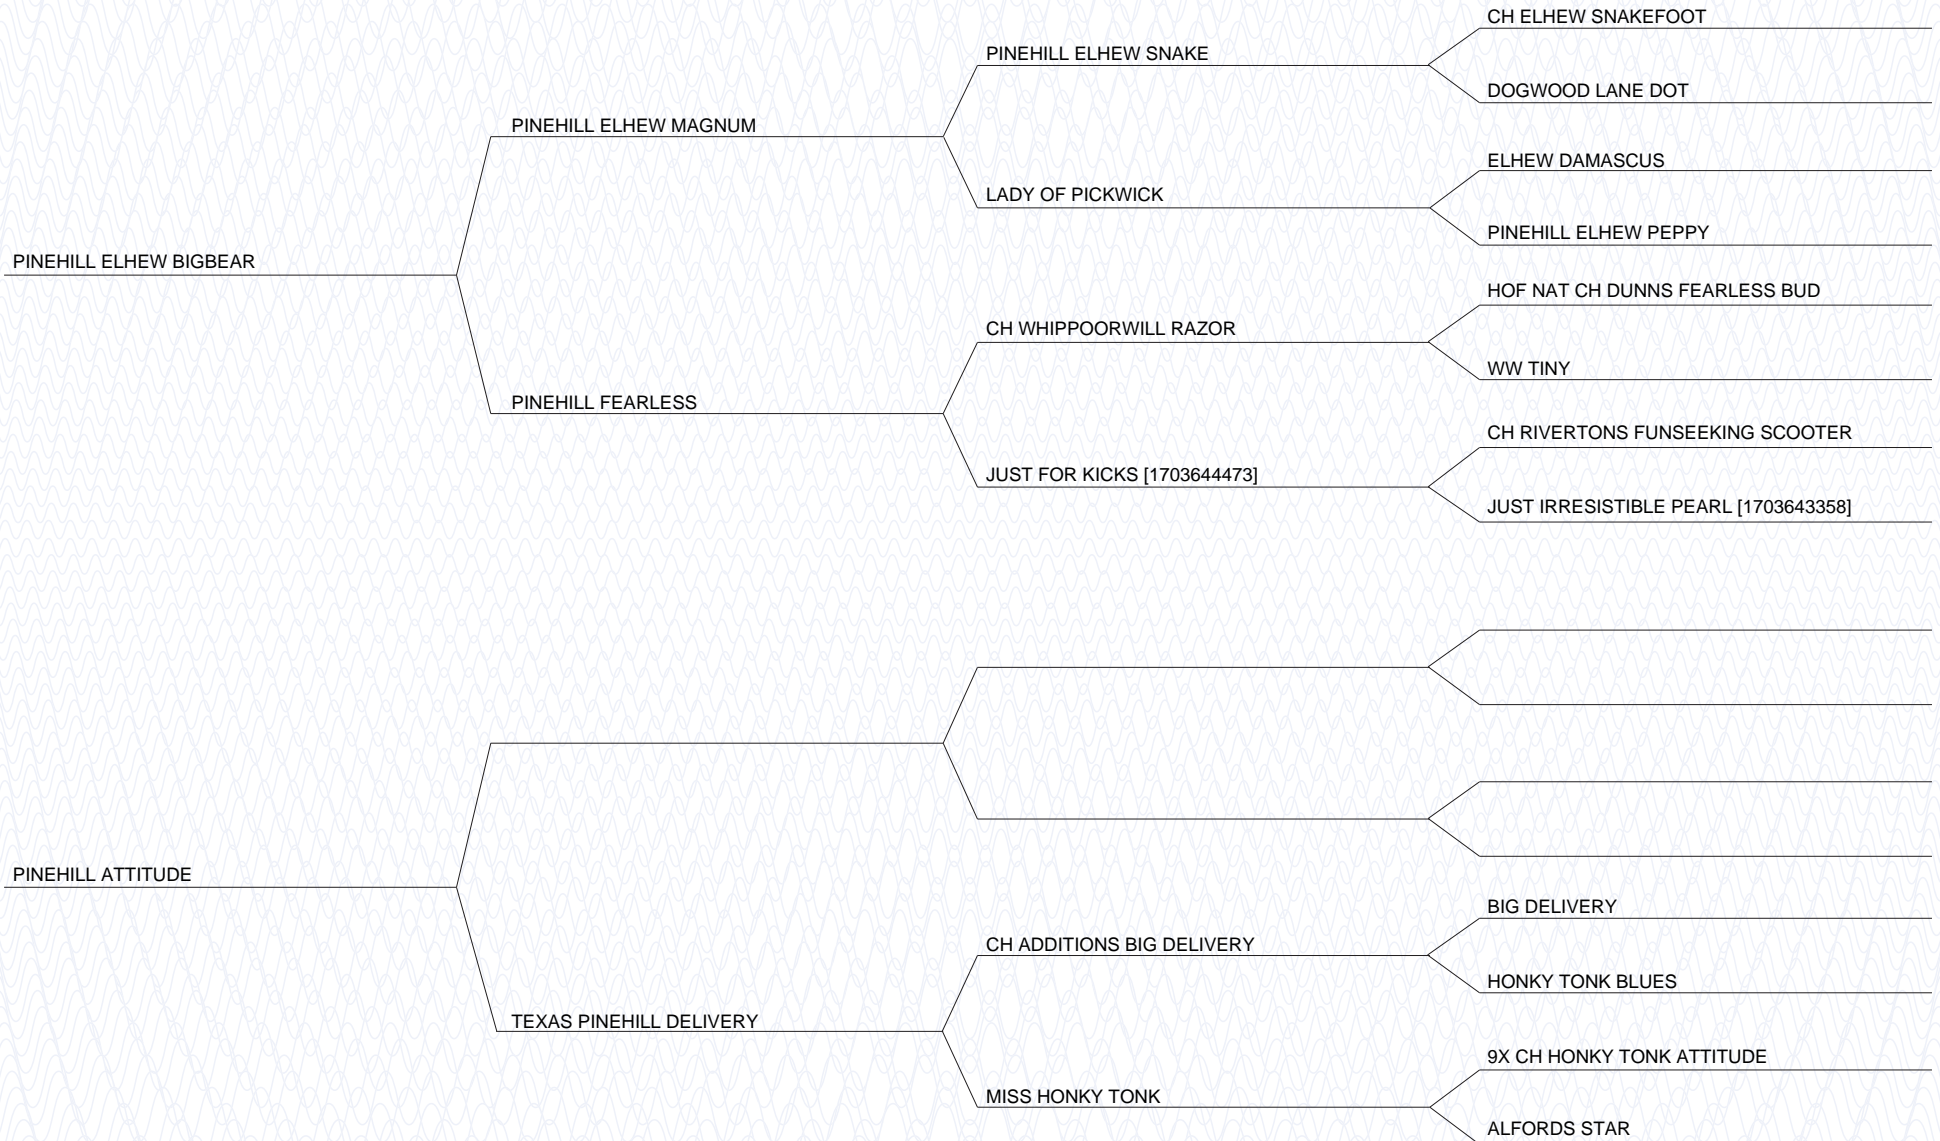 CH ELHEW SNAKEFOOT
PINEHILL ELHEW SNAKE
DOGWOOD LANE DOT
PINEHILL ELHEW MAGNUM
ELHEW DAMASCUS
LADY OF PICKWICK
PINEHILL ELHEW PEPPY
PINEHILL ELHEW BIGBEAR
HOF NAT CH DUNNS FEARLESS BUD
CH WHIPPOORWILL RAZOR
WW TINY
PINEHILL FEARLESS
CH RIVERTONS FUNSEEKING SCOOTER
JUST FOR KICKS [1703644473]
JUST IRRESISTIBLE PEARL [1703643358]
PINEHILL ATTITUDE
BIG DELIVERY
CH ADDITIONS BIG DELIVERY
HONKY TONK BLUES
TEXAS PINEHILL DELIVERY
9X CH HONKY TONK ATTITUDE
MISS HONKY TONK
ALFORDS STAR